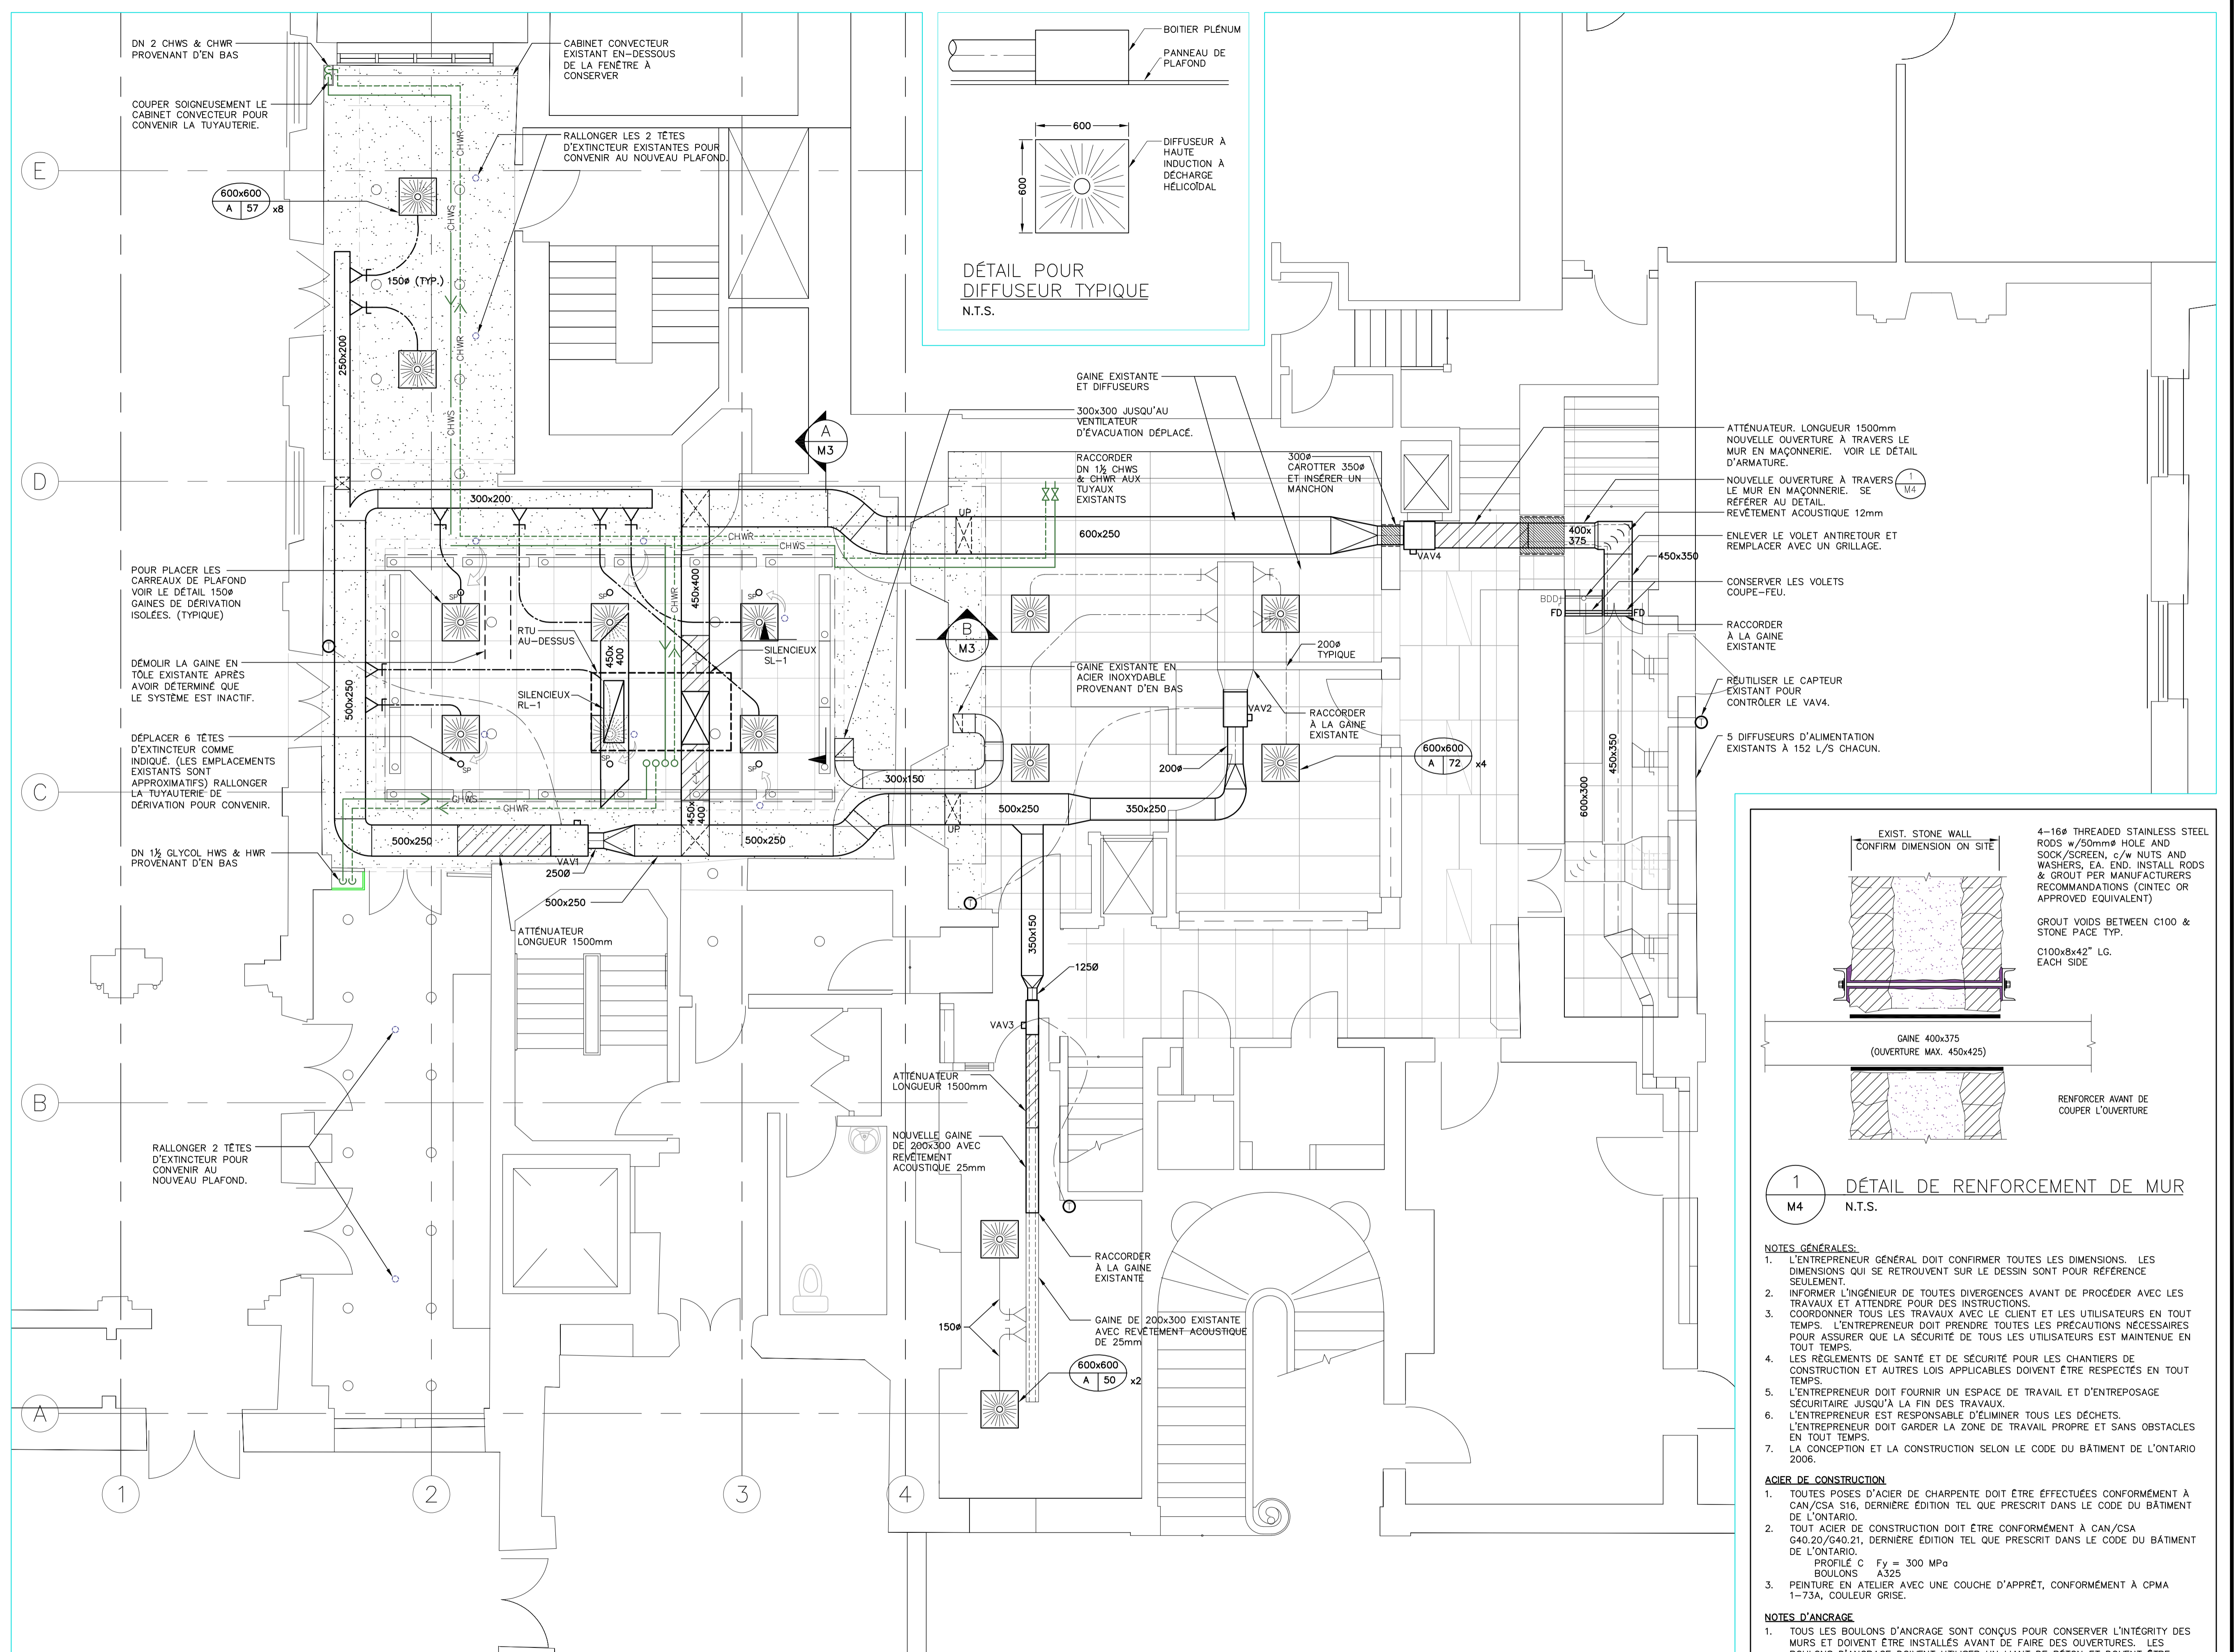 DN 2 CHWS & CHWR
PROVENANT D'EN BAS
COUPER SOIGNEUSEMENT LE
CABINET CONVECTEUR POUR
CONVENIR LA TUYAUTERIE.
CABINET CONVECTEUR
EXISTANT EN-DESSOUS
DE LA FENÊTRE À
CONSERVER
RALLONGER LES 2 TÊTES
D'EXTINCTEUR EXISTANTES POUR
CONVENIR AU NOUVEAU PLAFOND.
CHWR
CHWS
CHWR
CHWS
E
600x600
A 57 x8
150ø (TYP.)
250x200
BOITIER PLÉNUM
PANNEAU DE
PLAFOND
600
600
DIFFUSEUR À
HAUTE
INDUCTION À
DÉCHARGE
HÉLICOÏDAL
DÉTAIL POUR
DIFFUSEUR TYPIQUE
N.T.S.
GAINE EXISTANTE
ET DIFFUSEURS
300x300 JUSQU'AU
VENTILATEUR
D'ÉVACUATION DÉPLACÉ.
RACCORDER
DN 1½ CHWS
& CHWR AUX
TUYAUX
EXISTANTS
300ø
CAROTTER 350ø
ET INSÉRER UN
MANCHON
ATTÉNUATEUR. LONGUEUR 1500mm
NOUVELLE OUVERTURE À TRAVERS LE
MUR EN MAÇONNERIE. VOIR LE DÉTAIL
D'ARMATURE.
NOUVELLE OUVERTURE À TRAVERS
LE MUR EN MAÇONNERIE. SE
RÉFÉRER AU DETAIL.
1
M4
REVÊTEMENT ACOUSTIQUE 12mm
ENLEVER LE VOLET ANTIRETOUR ET
REMPLACER AVEC UN GRILLAGE.
450x350
CONSERVER LES VOLETS
COUPE-FEU.
BDD
FD
FD
RACCORDER
À LA GAINE
EXISTANTE
RÉUTILISER LE CAPTEUR
EXISTANT POUR
CONTRÔLER LE VAV4.
5 DIFFUSEURS D'ALIMENTATION
EXISTANTS À 152 L/S CHACUN.
A
M3
D
300x200
UP
600x250
VAV4
400x
375
CHWR
CHWS
POUR PLACER LES
CARREAUX DE PLAFOND
VOIR LE DÉTAIL 150ø
GAINES DE DÉRIVATION
ISOLÉES. (TYPIQUE)
SP
SP
SP
450x400
CHWR
RTU
AU-DESSUS
450x
400
SILENCIEUX
SL-1
B
M3
200ø
TYPIQUE
DÉMOLIR LA GAINE EN
TÔLE EXISTANTE APRÈS
AVOIR DÉTERMINÉ QUE
LE SYSTÈME EST INACTIF.
SILENCIEUX
RL-1
500x250
GAINE EXISTANTE EN
ACIER INOXYDABLE
PROVENANT D'EN BAS
VAV2
RACCORDER
À LA GAINE
EXISTANTE
DÉPLACER 6 TÊTES
D'EXTINCTEUR COMME
INDIQUÉ. (LES EMPLACEMENTS
EXISTANTS SONT
APPROXIMATIFS) RALLONGER
LA TUYAUTERIE DE
DÉRIVATION POUR CONVENIR.
SP
SP
SP
C
200ø
600x600
A 72 x4
300x150
450x350
600x300
GHWS
GHWR
450x
400
500x250
350x250
UP
500x250
500x250
VAV1
250Ø
500x250
DN 1½ GLYCOL HWS & HWR
PROVENANT D'EN BAS
ATTÉNUATEUR
LONGUEUR 1500mm
350x150
125Ø
VAV3
ATTÉNUATEUR
LONGUEUR 1500mm
B
NOUVELLE GAINE
DE 200x300 AVEC
REVÊTEMENT
ACOUSTIQUE 25mm
RALLONGER 2 TÊTES
D'EXTINCTEUR POUR
CONVENIR AU
NOUVEAU PLAFOND.
RACCORDER
À LA GAINE
EXISTANTE
GAINE DE 200x300 EXISTANTE
AVEC REVÊTEMENT ACOUSTIQUE
DE 25mm
150ø
600x600
A 50 x2
A
1
2
3
4
EXIST. STONE WALL
CONFIRM DIMENSION ON SITE
4-16ø THREADED STAINLESS STEEL
RODS w/50mmø HOLE AND
SOCK/SCREEN, c/w NUTS AND
WASHERS, EA. END. INSTALL RODS
& GROUT PER MANUFACTURERS
RECOMMANDATIONS (CINTEC OR
APPROVED EQUIVALENT)
GROUT VOIDS BETWEEN C100 &
STONE PACE TYP.
C100x8x42" LG.
EACH SIDE
GAINE 400x375
(OUVERTURE MAX. 450x425)
RENFORCER AVANT DE
COUPER L'OUVERTURE
1
M4
DÉTAIL DE RENFORCEMENT DE MUR
N.T.S.
NOTES GÉNÉRALES:
1. L'ENTREPRENEUR GÉNÉRAL DOIT CONFIRMER TOUTES LES DIMENSIONS. LES
DIMENSIONS QUI SE RETROUVENT SUR LE DESSIN SONT POUR RÉFÉRENCE
SEULEMENT.
2. INFORMER L'INGÉNIEUR DE TOUTES DIVERGENCES AVANT DE PROCÉDER AVEC LES
TRAVAUX ET ATTENDRE POUR DES INSTRUCTIONS.
3. COORDONNER TOUS LES TRAVAUX AVEC LE CLIENT ET LES UTILISATEURS EN TOUT
TEMPS. L'ENTREPRENEUR DOIT PRENDRE TOUTES LES PRÉCAUTIONS NÉCESSAIRES
POUR ASSURER QUE LA SÉCURITÉ DE TOUS LES UTILISATEURS EST MAINTENUE EN
TOUT TEMPS.
4. LES RÈGLEMENTS DE SANTÉ ET DE SÉCURITÉ POUR LES CHANTIERS DE
CONSTRUCTION ET AUTRES LOIS APPLICABLES DOIVENT ÊTRE RESPECTÉS EN TOUT
TEMPS.
5. L'ENTREPRENEUR DOIT FOURNIR UN ESPACE DE TRAVAIL ET D'ENTREPOSAGE
SÉCURITAIRE JUSQU'À LA FIN DES TRAVAUX.
6. L'ENTREPRENEUR EST RESPONSABLE D'ÉLIMINER TOUS LES DÉCHETS.
L'ENTREPRENEUR DOIT GARDER LA ZONE DE TRAVAIL PROPRE ET SANS OBSTACLES
EN TOUT TEMPS.
7. LA CONCEPTION ET LA CONSTRUCTION SELON LE CODE DU BÂTIMENT DE L'ONTARIO
2006.
ACIER DE CONSTRUCTION
1. TOUTES POSES D'ACIER DE CHARPENTE DOIT ÊTRE ÉFFECTUÉES CONFORMÉMENT À
CAN/CSA S16, DERNIÈRE ÉDITION TEL QUE PRESCRIT DANS LE CODE DU BÂTIMENT
DE L'ONTARIO.
2. TOUT ACIER DE CONSTRUCTION DOIT ÊTRE CONFORMÉMENT À CAN/CSA
G40.20/G40.21, DERNIÈRE ÉDITION TEL QUE PRESCRIT DANS LE CODE DU BÂTIMENT
DE L'ONTARIO.
PROFILÉ C Fy = 300 MPa
BOULONS A325
3. PEINTURE EN ATELIER AVEC UNE COUCHE D'APPRÊT, CONFORMÉMENT À CPMA
1-73A, COULEUR GRISE.
NOTES D'ANCRAGE
1. TOUS LES BOULONS D'ANCRAGE SONT CONÇUS POUR CONSERVER L'INTÉGRITY DES
MURS ET DOIVENT ÊTRE INSTALLÉS AVANT DE FAIRE DES OUVERTURES. LES